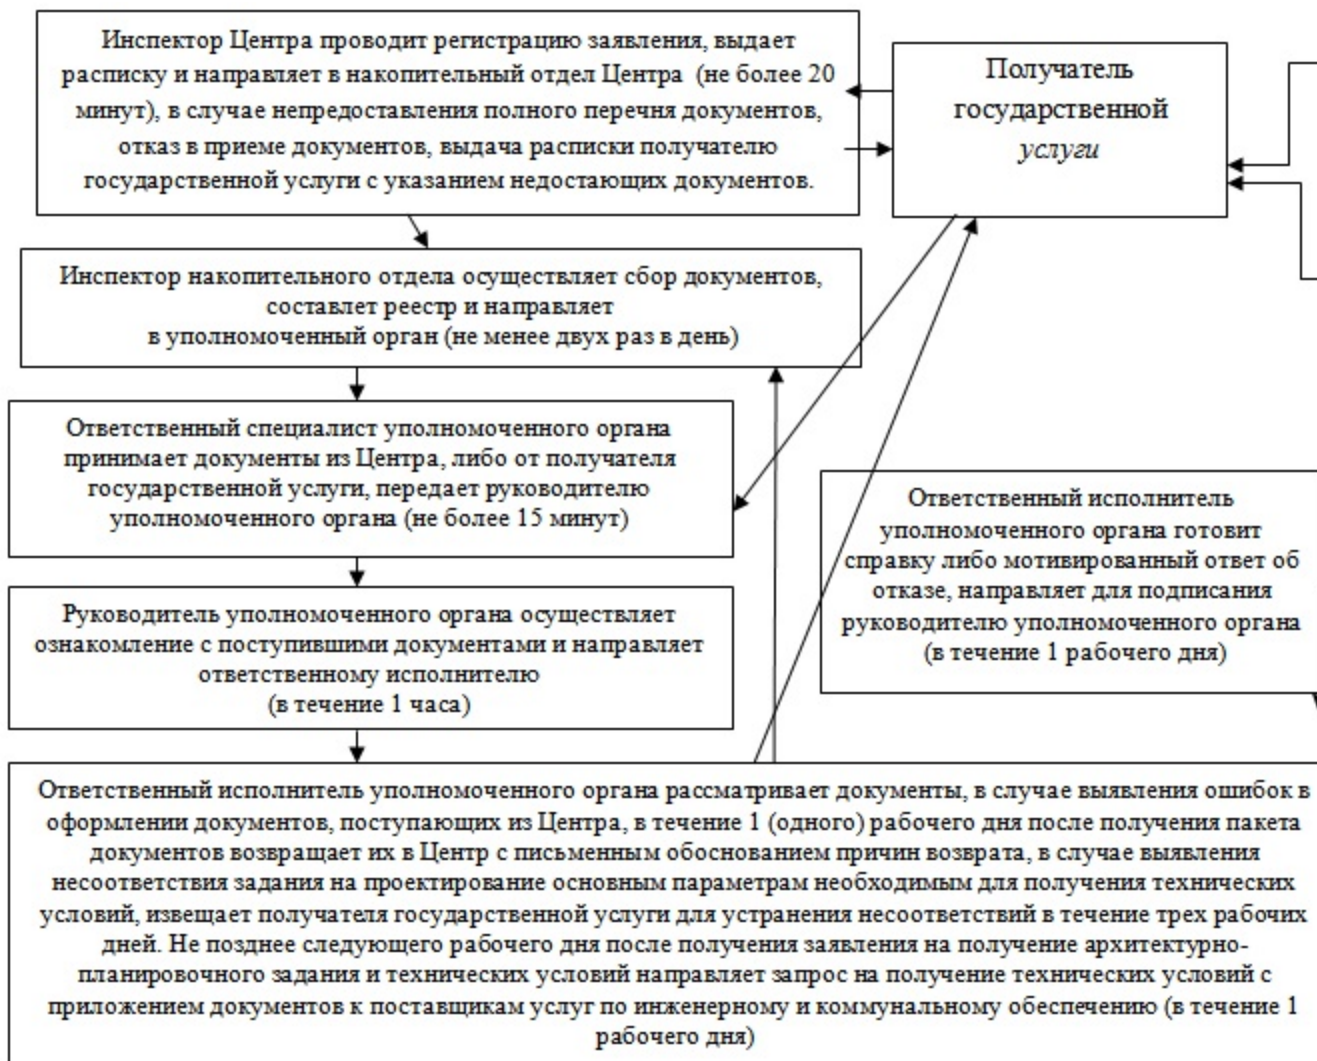 Инспектор Центра проводит регистрацию заявления, выдает
расписку и направляет в накопительный отдел Центра (не более 20
минут), в случае непредоставления полного перечня документов,
отказ в приеме документов, выдача расписки получателю
государственной услуги с указанием недостающих документов.
Получатель
государственной
услуги
Инспектор накопительного отдела осуществляет сбор документов,
составлет реестр и направляет
в уполномоченный орган (не менее двух раз в день)
Ответственный специалист уполномоченного органа
принимает документы из Центра, либо от получателя
государственной услуги, передает руководителю
уполномоченного органа (не более 15 минут)
Ответственный исполнитель
уполномоченного органа готовит
справку либо мотивированный ответ об
отказе, направляет для подписания
руководителю уполномоченного органа
(в течение 1 рабочего дня)
Руководитель уполномоченного органа осуществляет
ознакомление с поступившими документами и направляет
ответственному исполнителю
(в течение 1 часа)
Ответственный исполнитель уполномоченного органа рассматривает документы, в случае выявления ошибок в
оформлении документов, поступающих из Центра, в течение 1 (одного) рабочего дня после получения пакета
документов возвращает их в Центр с письменным обоснованием причин возврата, в случае выявления
несоответствия задания на проектирование основным параметрам необходимым для получения технических
условий, извещает получателя государственной услуги для устранения несоответствий в течение трех рабочих
дней. Не позднее следующего рабочего дня после получения заявления на получение архитектурно-
планировочного задания и технических условий направляет запрос на получение технических условий с
приложением документов к поставщикам услуг по инженерному и коммунальному обеспечению (в течение 1
рабочего дня)